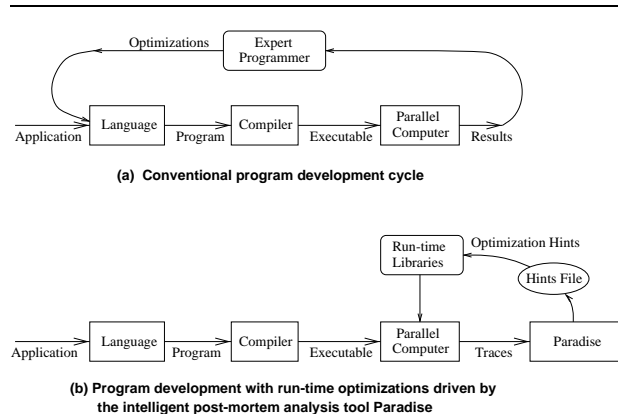 Optimizations
Expert
Programmer
Application
Language
Program
Compiler
Executable
Parallel
Computer
Results
(a) Conventional program development cycle
Run-time
Libraries
Optimization Hints
Hints File
Application
Language
Program
Compiler
Executable
Parallel
Computer
Traces
Paradise
(b) Program development with run-time optimizations driven by
the intelligent post-mortem analysis tool Paradise